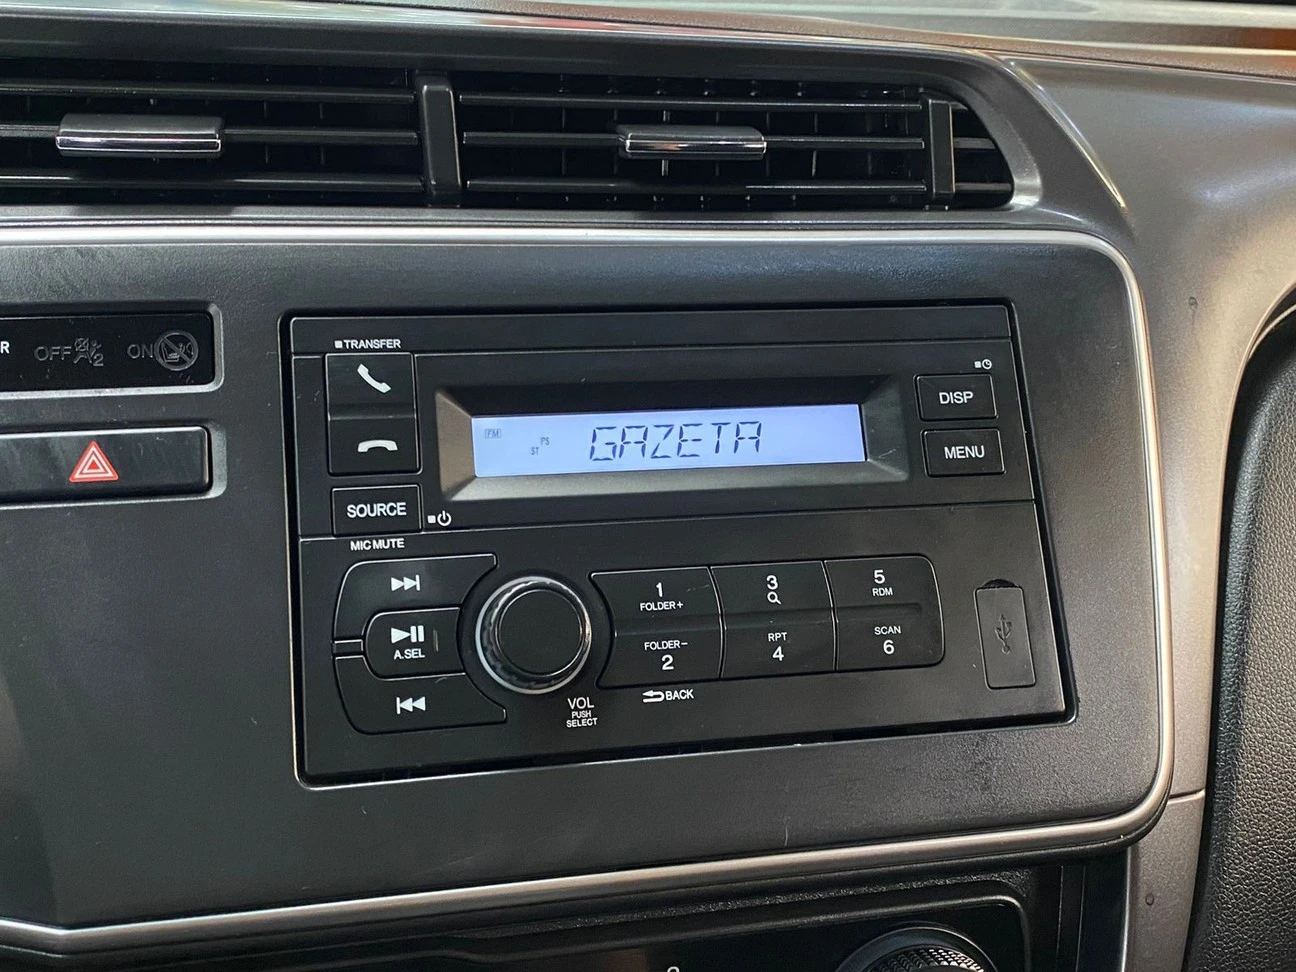 R
OFF
2
ON
TRANSFER
FM
ST
PS
GAZETA
DISP
MENU
SOURCE
MIC MUTE
A.SEL
VOL
PUSH
SELECT
1
FOLDER+
3
5
RDM
FOLDER−
2
RPT
4
SCAN
6
BACK